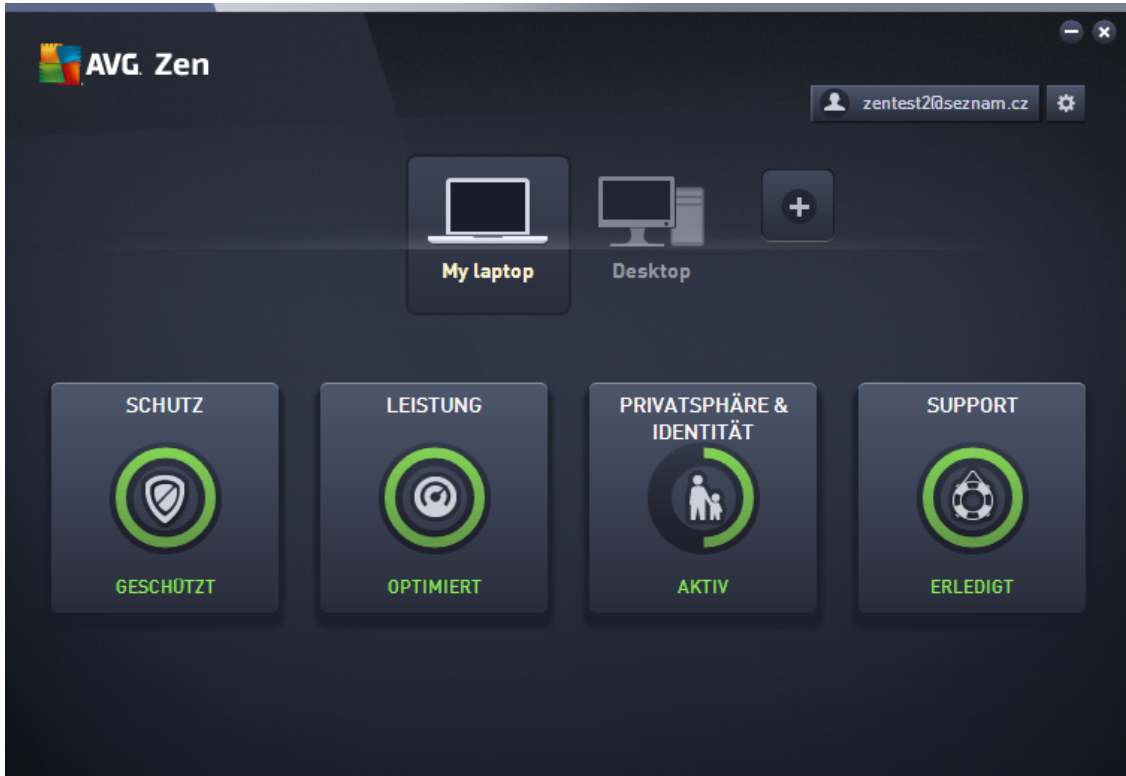 AVG. Zen
zentest2@seznam.cz
My laptop
Desktop
SCHUTZ
GESCHÜTZT
LEISTUNG
OPTIMIERT
PRIVATSPHÄRE &
IDENTITÄT
AKTIV
SUPPORT
ERLEDIGT